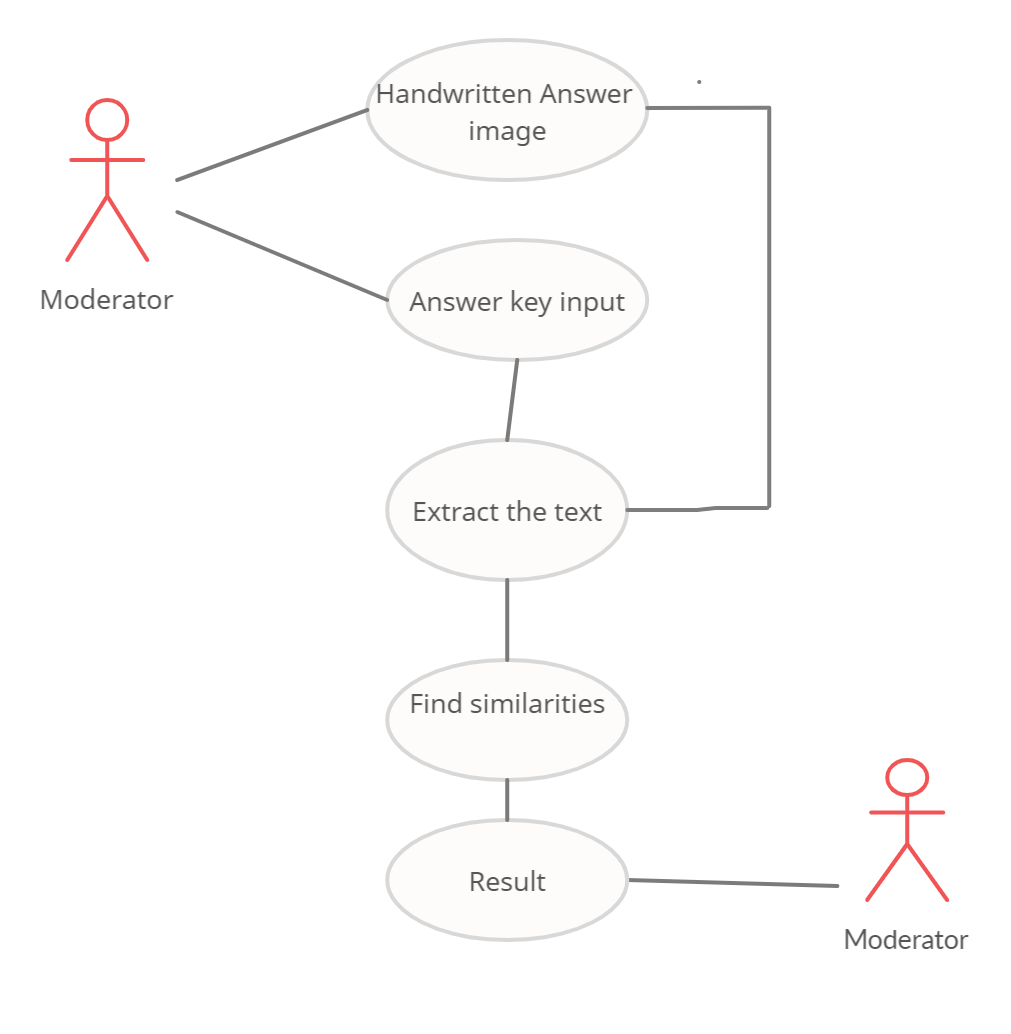 Handwritten Answer
image
Moderator
Answer key input
Extract the text
Find similarities
Result
Moderator